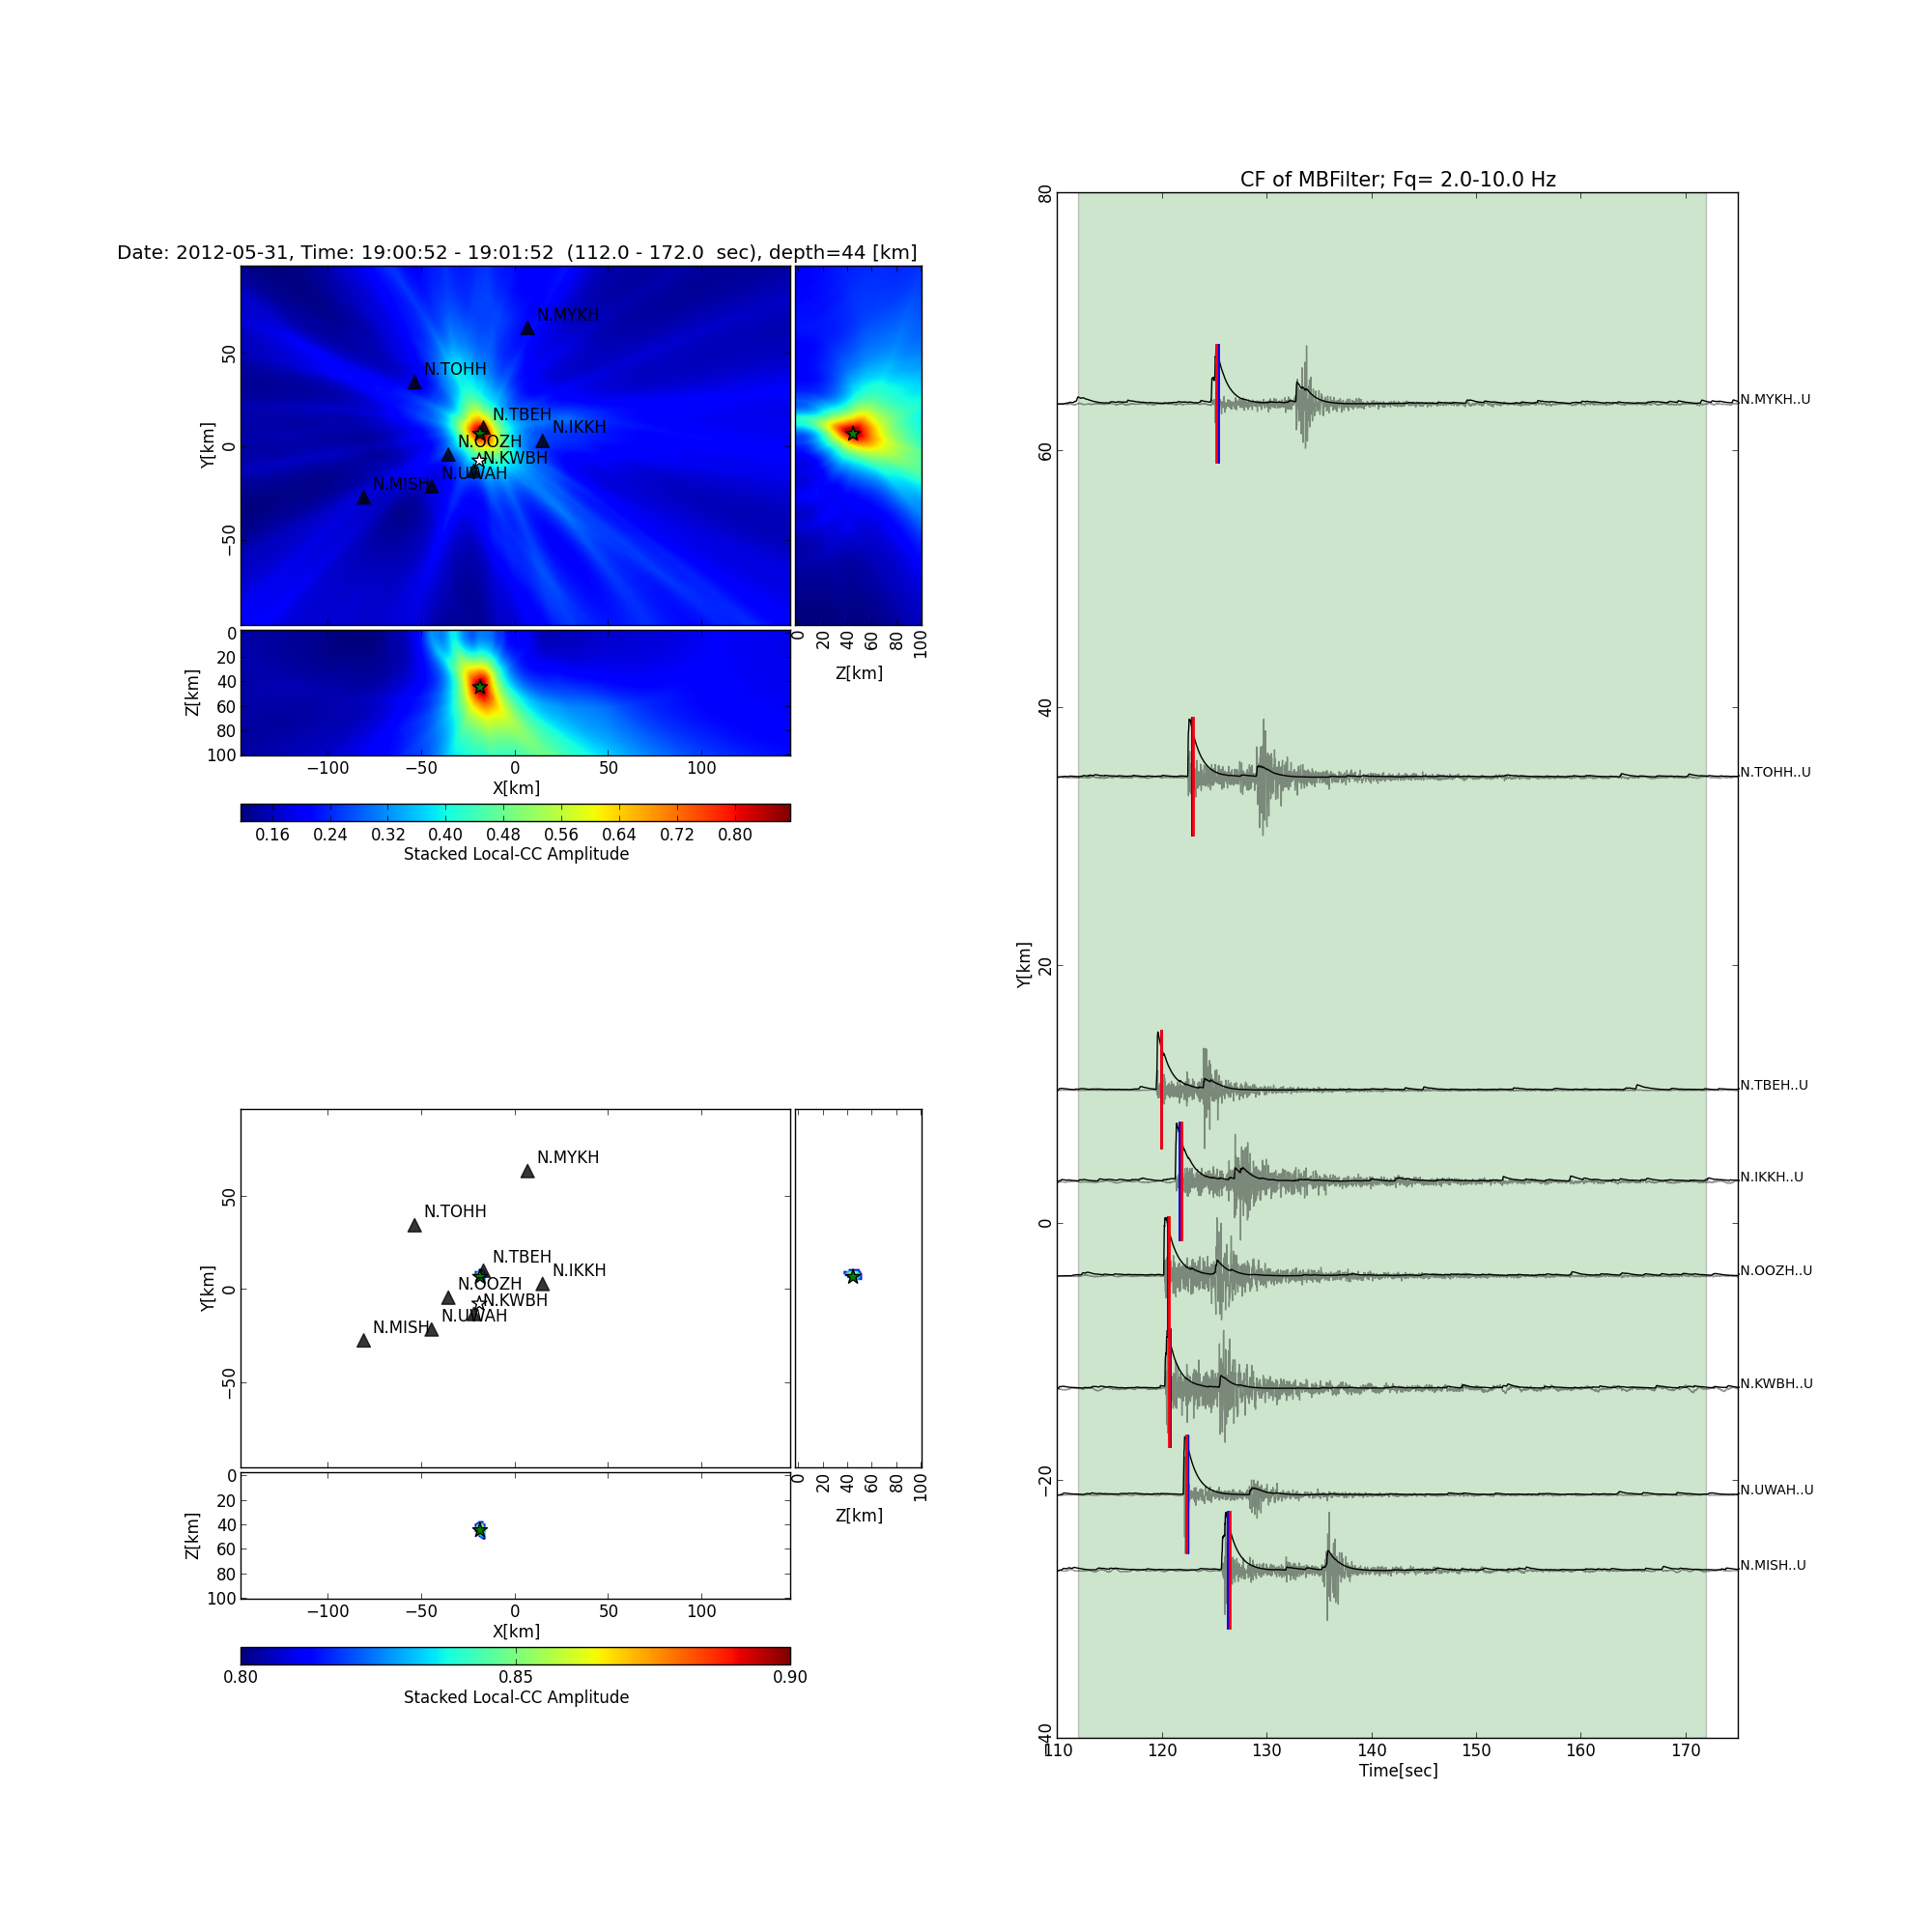 Date: 2012-05-31, Time: 19:00:52 - 19:01:52  (112.0 - 172.0  sec), depth=44 [km]
N.MYKH
N.TOHH
N.TBEH
N.IKKH
N.OOZH
N.KWBH
N.UWAH
N.MISH
50
0
−50
Y[km]
0
20
40
60
80
100
Z[km]
0 20 40 60 80 100
Z[km]
−100 −50 0 50 100
X[km]
0.16 0.24 0.32 0.40 0.48 0.56 0.64 0.72 0.80
Stacked Local-CC Amplitude
N.MYKH
N.TOHH
N.TBEH
N.IKKH
N.OOZH
N.KWBH
N.UWAH
N.MISH
50
0
−50
Y[km]
0
20
40
60
80
100
Z[km]
0 20 40 60 80 100
Z[km]
−100 −50 0 50 100
X[km]
0.80 0.85 0.90
Stacked Local-CC Amplitude
CF of MBFilter; Fq= 2.0-10.0 Hz
80
60
40
20
0
−20
−40
Y[km]
N.MYKH..U
N.TOHH..U
N.TBEH..U
N.IKKH..U
N.OOZH..U
N.KWBH..U
N.UWAH..U
N.MISH..U
110 120 130 140 150 160 170
Time[sec]